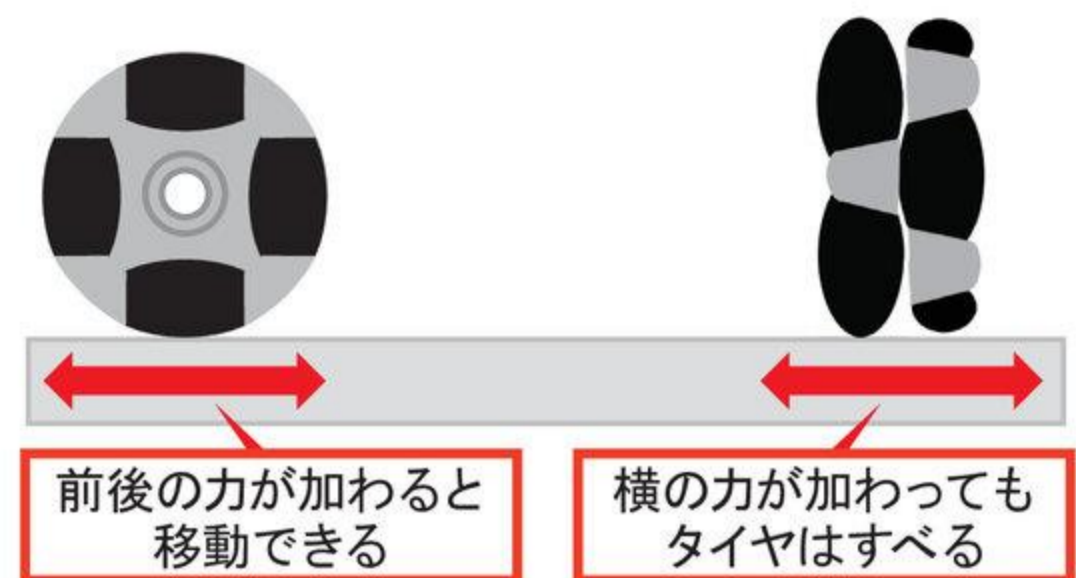 前後の力が加わると
移動できる
横の力が加わっても
タイヤはすべる